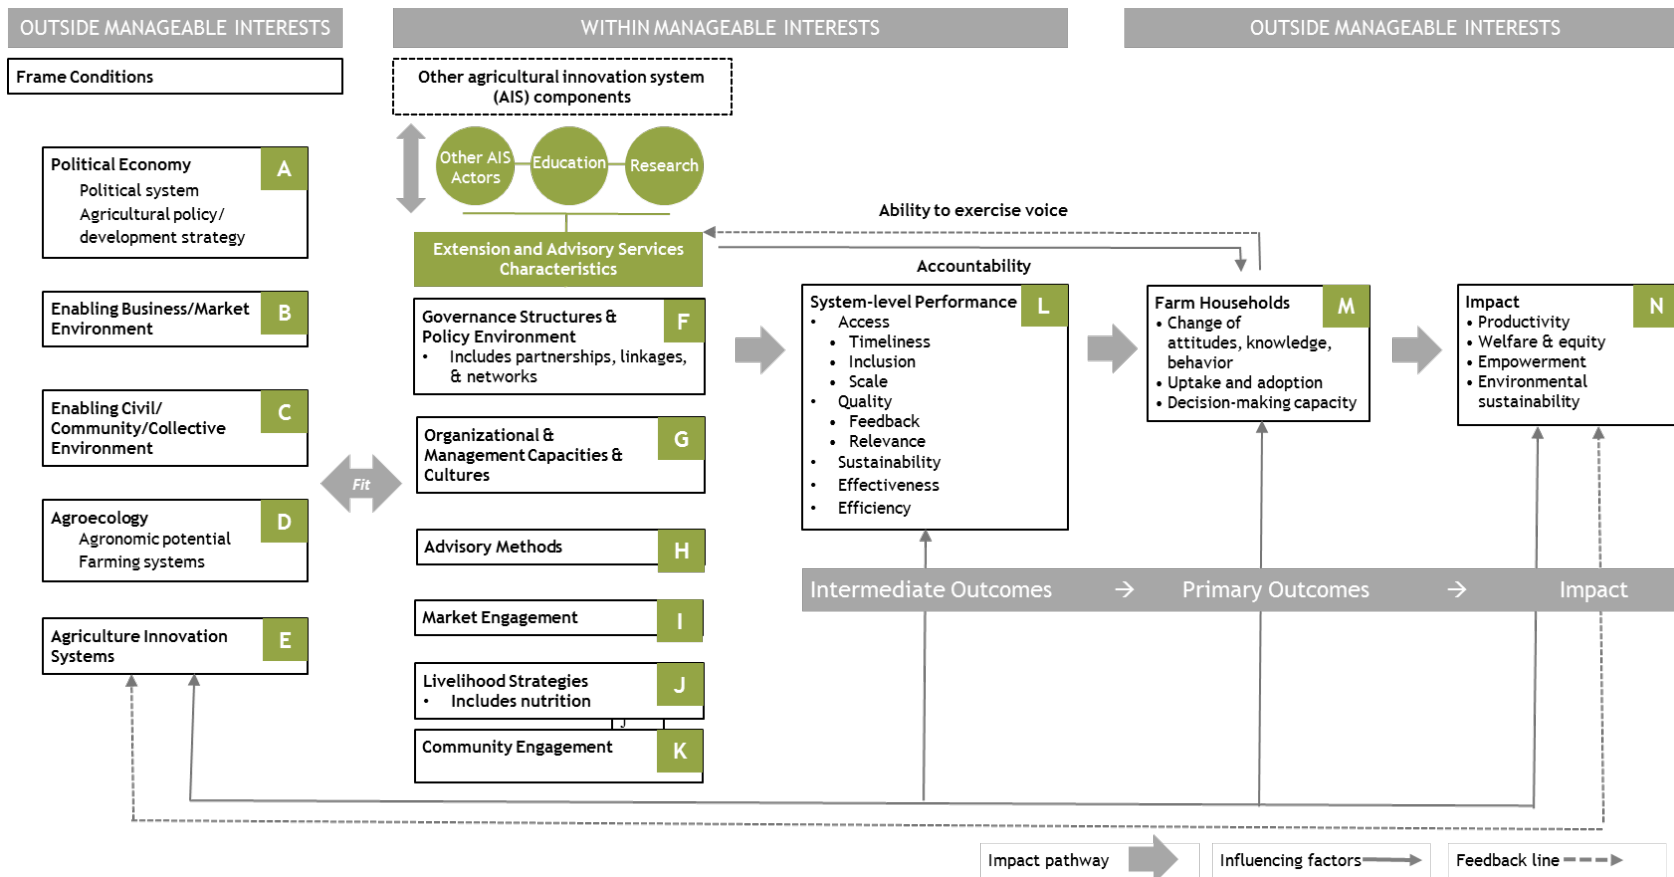 OUTSIDE MANAGEABLE INTERESTS
WITHIN MANAGEABLE INTERESTS
OUTSIDE MANAGEABLE INTERESTS
Frame Conditions
Other agricultural innovation system
(AIS) components
Other AIS
Actors
Education
Research
Political Economy
A
Political system
Agricultural policy/
development strategy
Enabling Business/Market
Environment
B
Enabling Civil/
Community/Collective
Environment
C
Agroecology
D
Agronomic potential
Farming systems
Agriculture Innovation
Systems
E
Fit
Extension and Advisory Services
Characteristics
Governance Structures &
Policy Environment
F
• Includes partnerships, linkages,
& networks
Organizational &
Management Capacities &
Cultures
G
Advisory Methods
H
Market Engagement
I
Livelihood Strategies
J
• Includes nutrition
J
Community Engagement
K
Ability to exercise voice
Accountability
System-level Performance
L
• Access
• Timeliness
• Inclusion
• Scale
• Quality
• Feedback
• Relevance
• Sustainability
• Effectiveness
• Efficiency
Farm Households
M
• Change of
attitudes, knowledge,
behavior
• Uptake and adoption
• Decision-making capacity
Impact
N
• Productivity
• Welfare & equity
• Empowerment
• Environmental
sustainability
Intermediate Outcomes → Primary Outcomes → Impact
Impact pathway
Influencing factors
Feedback line